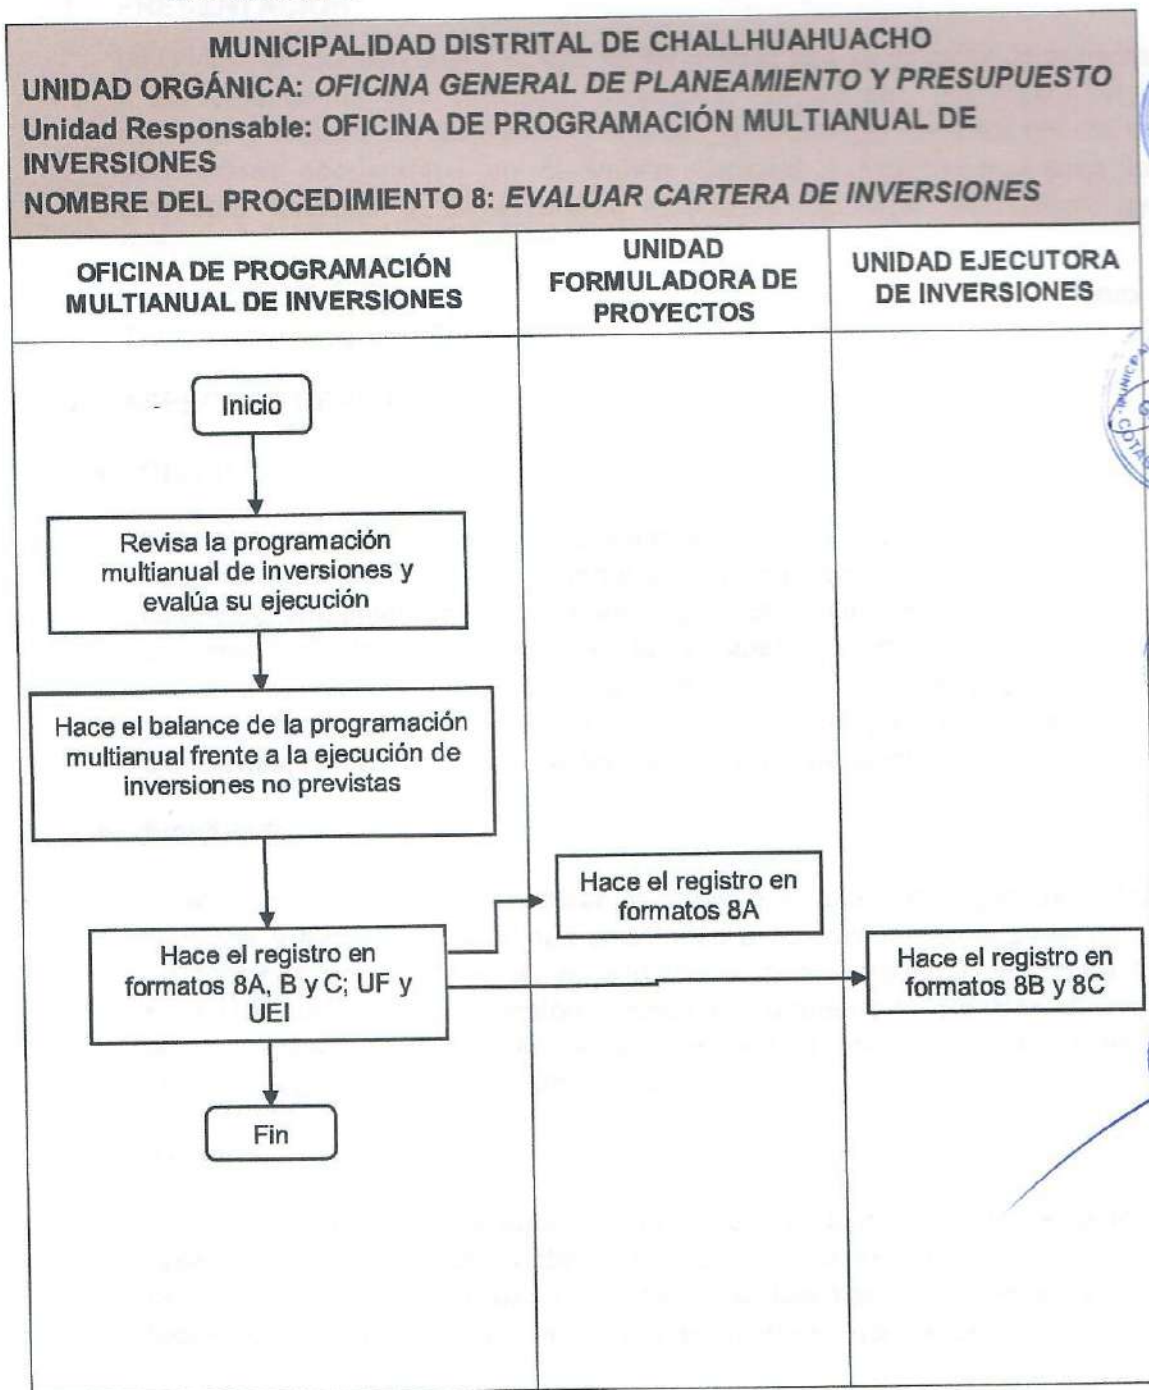 MUNICIPALIDAD DISTRITAL DE CHALLHUAHUACHO
UNIDAD ORGÁNICA: OFICINA GENERAL DE PLANEAMIENTO Y PRESUPUESTO
Unidad Responsable: OFICINA DE PROGRAMACIÓN MULTIANUAL DE
INVERSIONES
NOMBRE DEL PROCEDIMIENTO 8: EVALUAR CARTERA DE INVERSIONES
OFICINA DE PROGRAMACIÓN
MULTIANUAL DE INVERSIONES
UNIDAD
FORMULADORA DE
PROYECTOS
UNIDAD EJECUTORA
DE INVERSIONES
Inicio
Revisa la programación
multianual de inversiones y
evalúa su ejecución
Hace el balance de la programación
multianual frente a la ejecución de
inversiones no previstas
Hace el registro en
formatos 8A
Hace el registro en
formatos 8A, B y C; UF y
UEI
Hace el registro en
formatos 8B y 8C
Fin